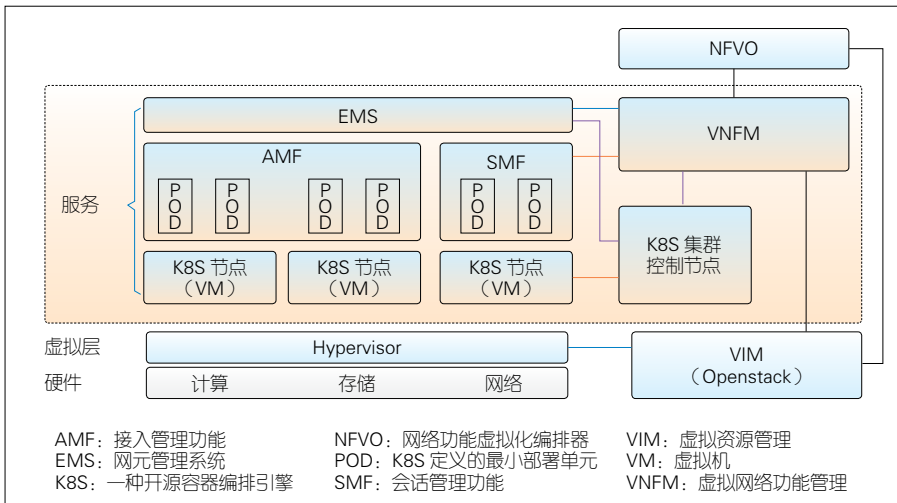 NFVO
EMS
VNFM
AMF
SMF
POD
POD
POD
POD
POD
POD
服务
K8S 集群
控制节点
K8S 节点
(VM)
K8S 节点
(VM)
K8S 节点
(VM)
虚拟层
Hypervisor
VIM
(Openstack)
硬件
计算
存储
网络
AMF：接入管理功能
NFVO：网络功能虚拟化编排器
VIM：虚拟资源管理
EMS：网元管理系统
POD：K8S 定义的最小部署单元
VM：虚拟机
K8S：一种开源容器编排引擎
SMF：会话管理功能
VNFM：虚拟网络功能管理